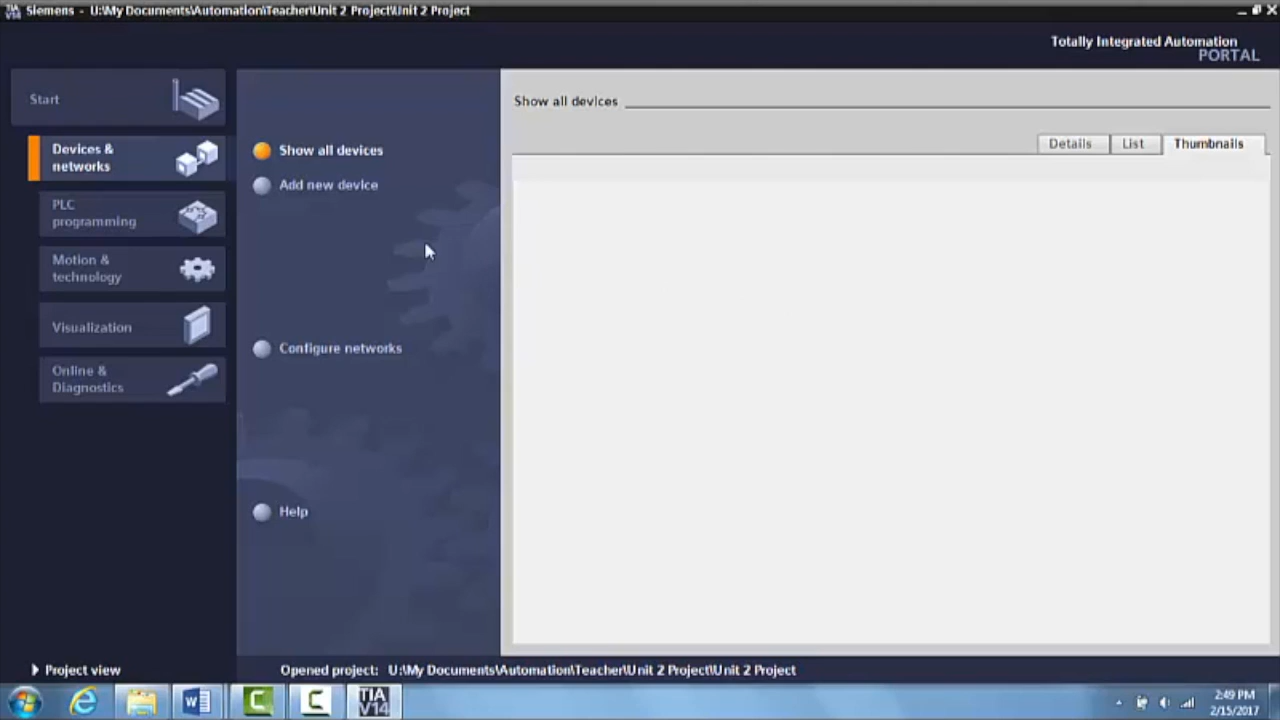 TIA V14 Siemens - U:\My Documents\Automation\Teacher\Unit 2 Project\Unit 2 Project
Totally Integrated Automation
PORTAL
Start
Devices &
networks
PLC
programming
Motion &
technology
Visualization
Online &
Diagnostics
Show all devices
Add new device
Configure networks
Help
Show all devices
Details List Thumbnails
Project view
Opened project: U:\My Documents\Automation\Teacher\Unit 2 Project\Unit 2 Project
TIA
V14
2:49 PM
2/15/2017